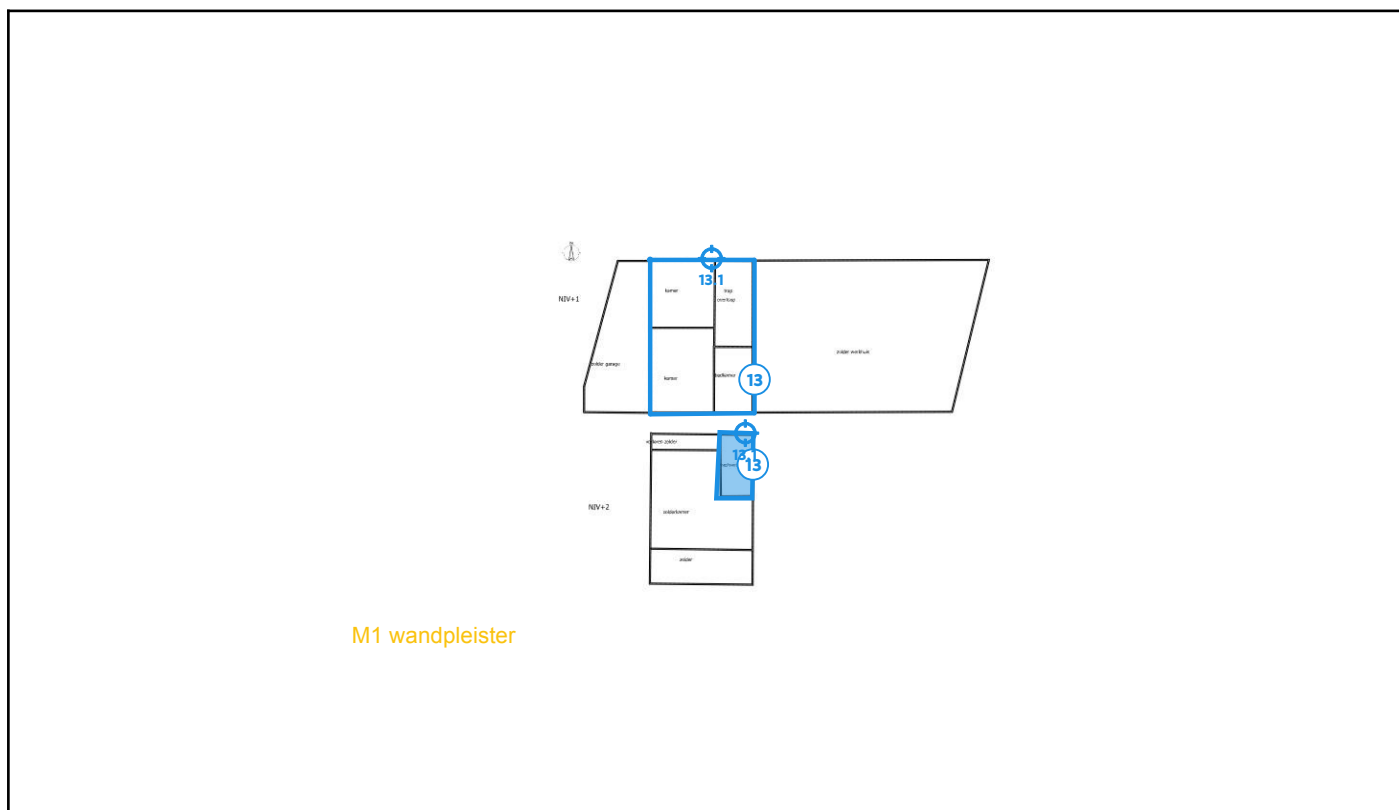 NIV+1
13.1
kamer
trap
overloop
zolder garage
kamer
badkamer
13
zolder werkhuis
13.1
13
NIV+2
zolderkamer
zolder
M1 wandpleister